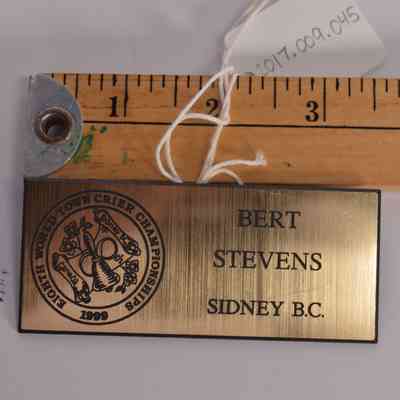 2017.009.045
1 2 3
EIGHTH WORLD TOWN CRIER CHAMPIONSHIPS
1999
BERT
STEVENS
SIDNEY B.C.